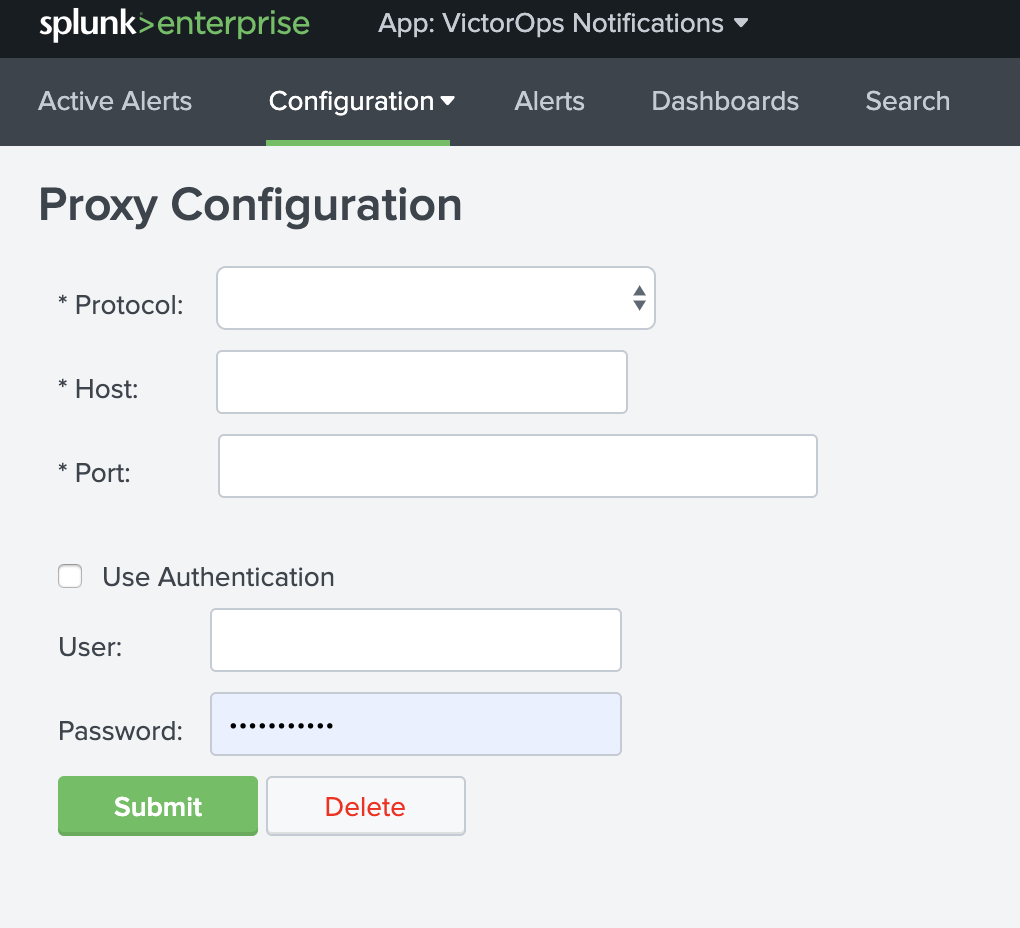 splunk>enterprise App: VictorOps Notifications
Active Alerts Configuration Alerts Dashboards Search
Proxy Configuration
* Protocol:
* Host:
* Port:
Use Authentication
User:
Password: •••••••••••
Submit Delete